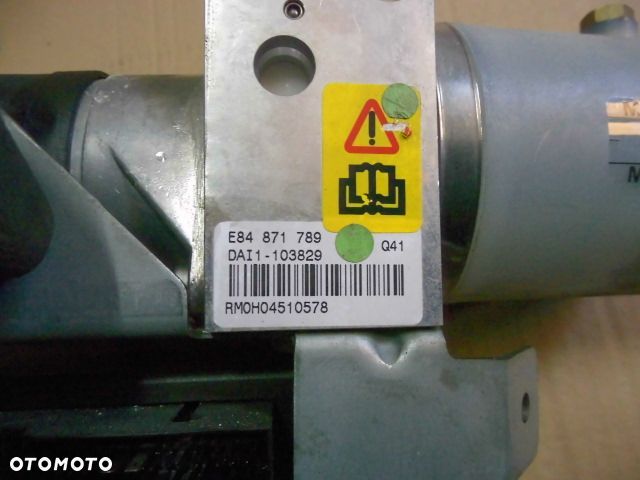 E84 871 789
DAI1-103829
Q41
RM0H04510578
OTOMOTO